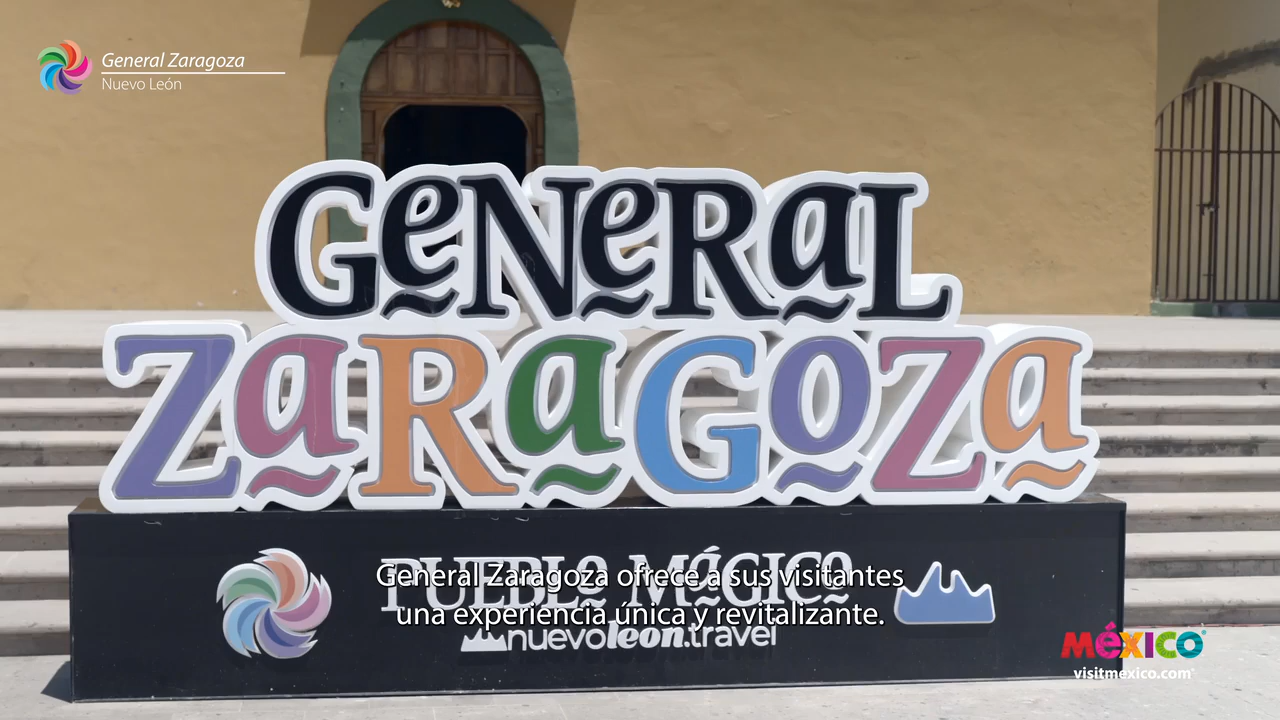 General Zaragoza
Nuevo León
GeNeRaL
ZaRaGoZa
PUEBLo MáGICo
General Zaragoza ofrece a sus visitantes
una experiencia única y revitalizante.
nuevoleon.travel
MéXICO
visitmexico.com